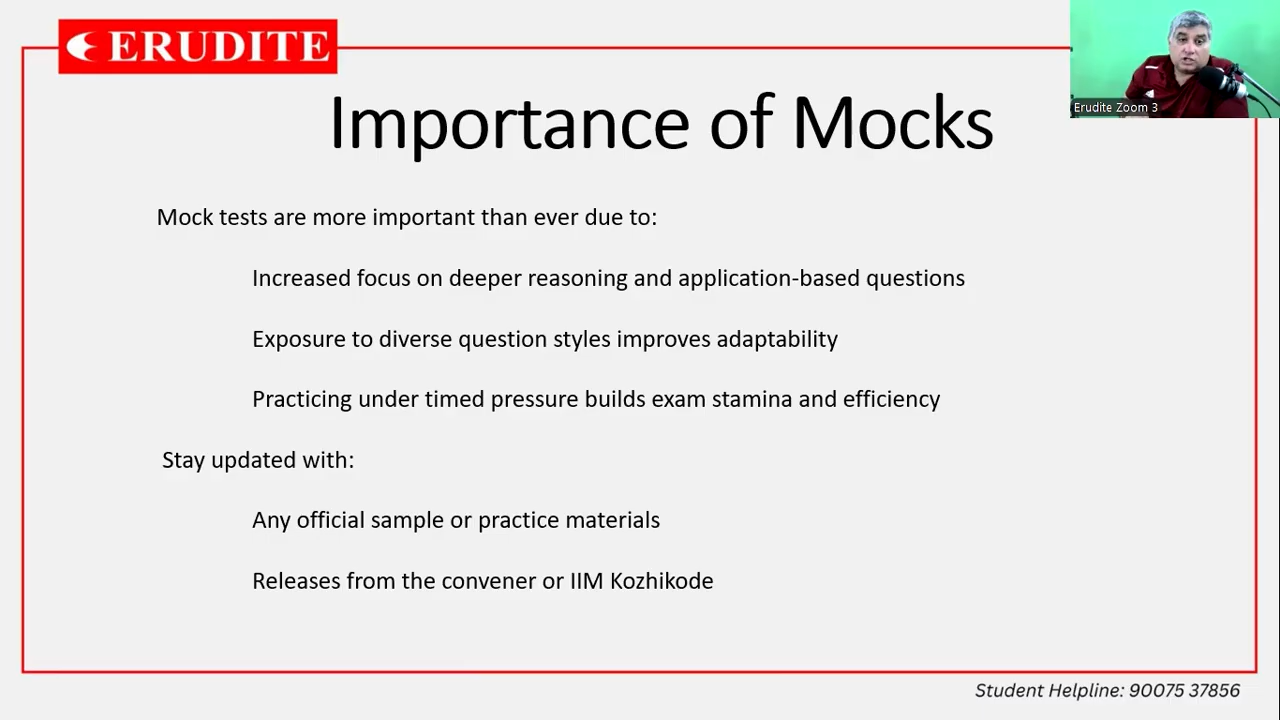 ERUDITE
Erudite Zoom 3
Importance of Mocks
Mock tests are more important than ever due to:
Increased focus on deeper reasoning and application-based questions
Exposure to diverse question styles improves adaptability
Practicing under timed pressure builds exam stamina and efficiency
Stay updated with:
Any official sample or practice materials
Releases from the convener or IIM Kozhikode
Student Helpline: 90075 37856